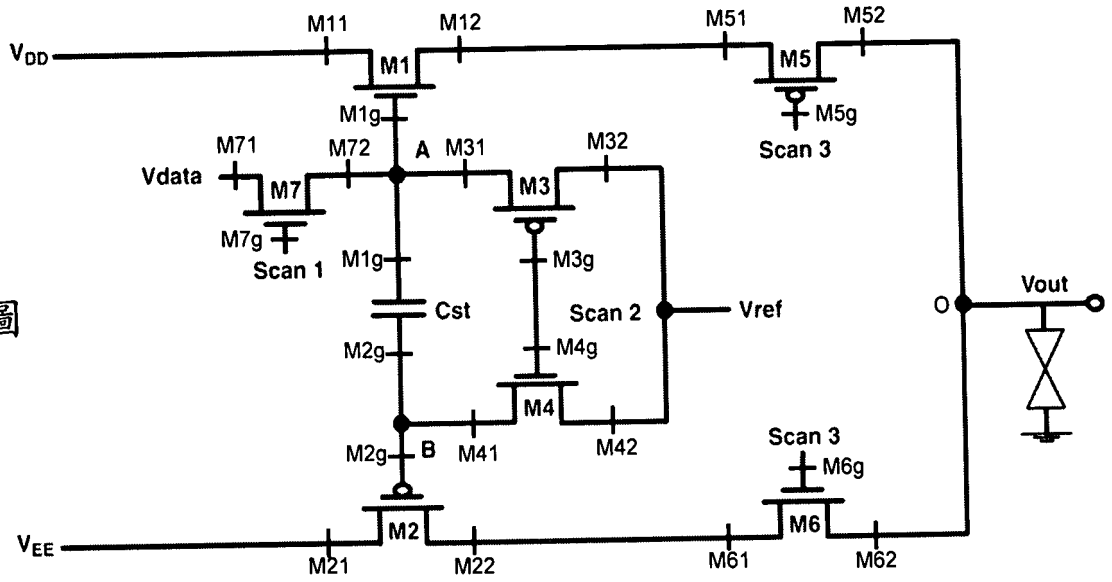 M11
M12
M51
M52
VDD
M1
M5
M1g
M5g
Scan 3
M71
M72
A
M31
M32
Vdata
M7
M3
M7g
Scan 1
M1g
M3g
圖
Cst
Scan 2
Vref
O
Vout
M2g
M4g
M4
M2g
B
M41
M42
Scan 3
M6g
M2
M6
VEE
M21
M22
M61
M62